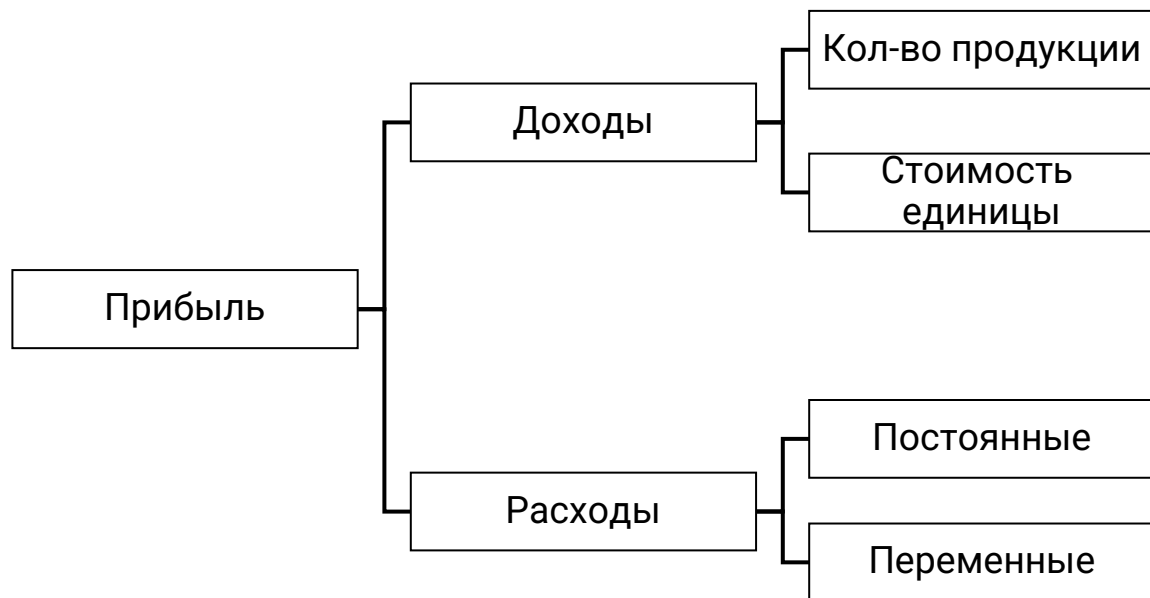 Кол-во продукции
Доходы
Стоимость
единицы
Прибыль
Постоянные
Расходы
Переменные